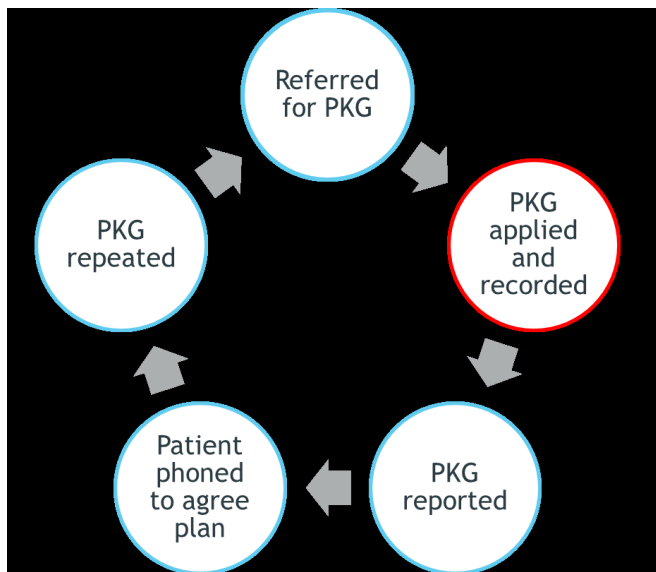 Referred
for PKG
PKG
applied
and
recorded
PKG
reported
Patient
phoned
to agree
plan
PKG
repeated